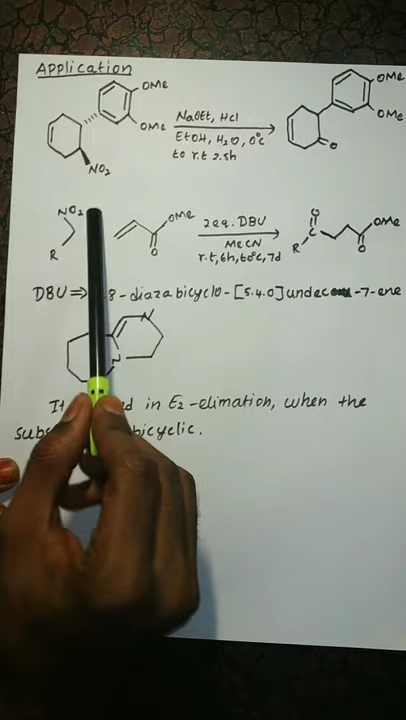 Application
OMe
OMe
NO2
NaOEt, HCl
EtOH, H2O, 0°c
to r.t 2.5h
OMe
OMe
O
NO2
R
OMe
O
2eq. DBU
MeCN
r.t, 6h, 60°c, 7d
O
R
C
OMe
O
DBU ⇒ 8-diazabicyclo-[5.4.0]undec-7-ene
N
N
It in E2-elimation, when the
bicyclic.